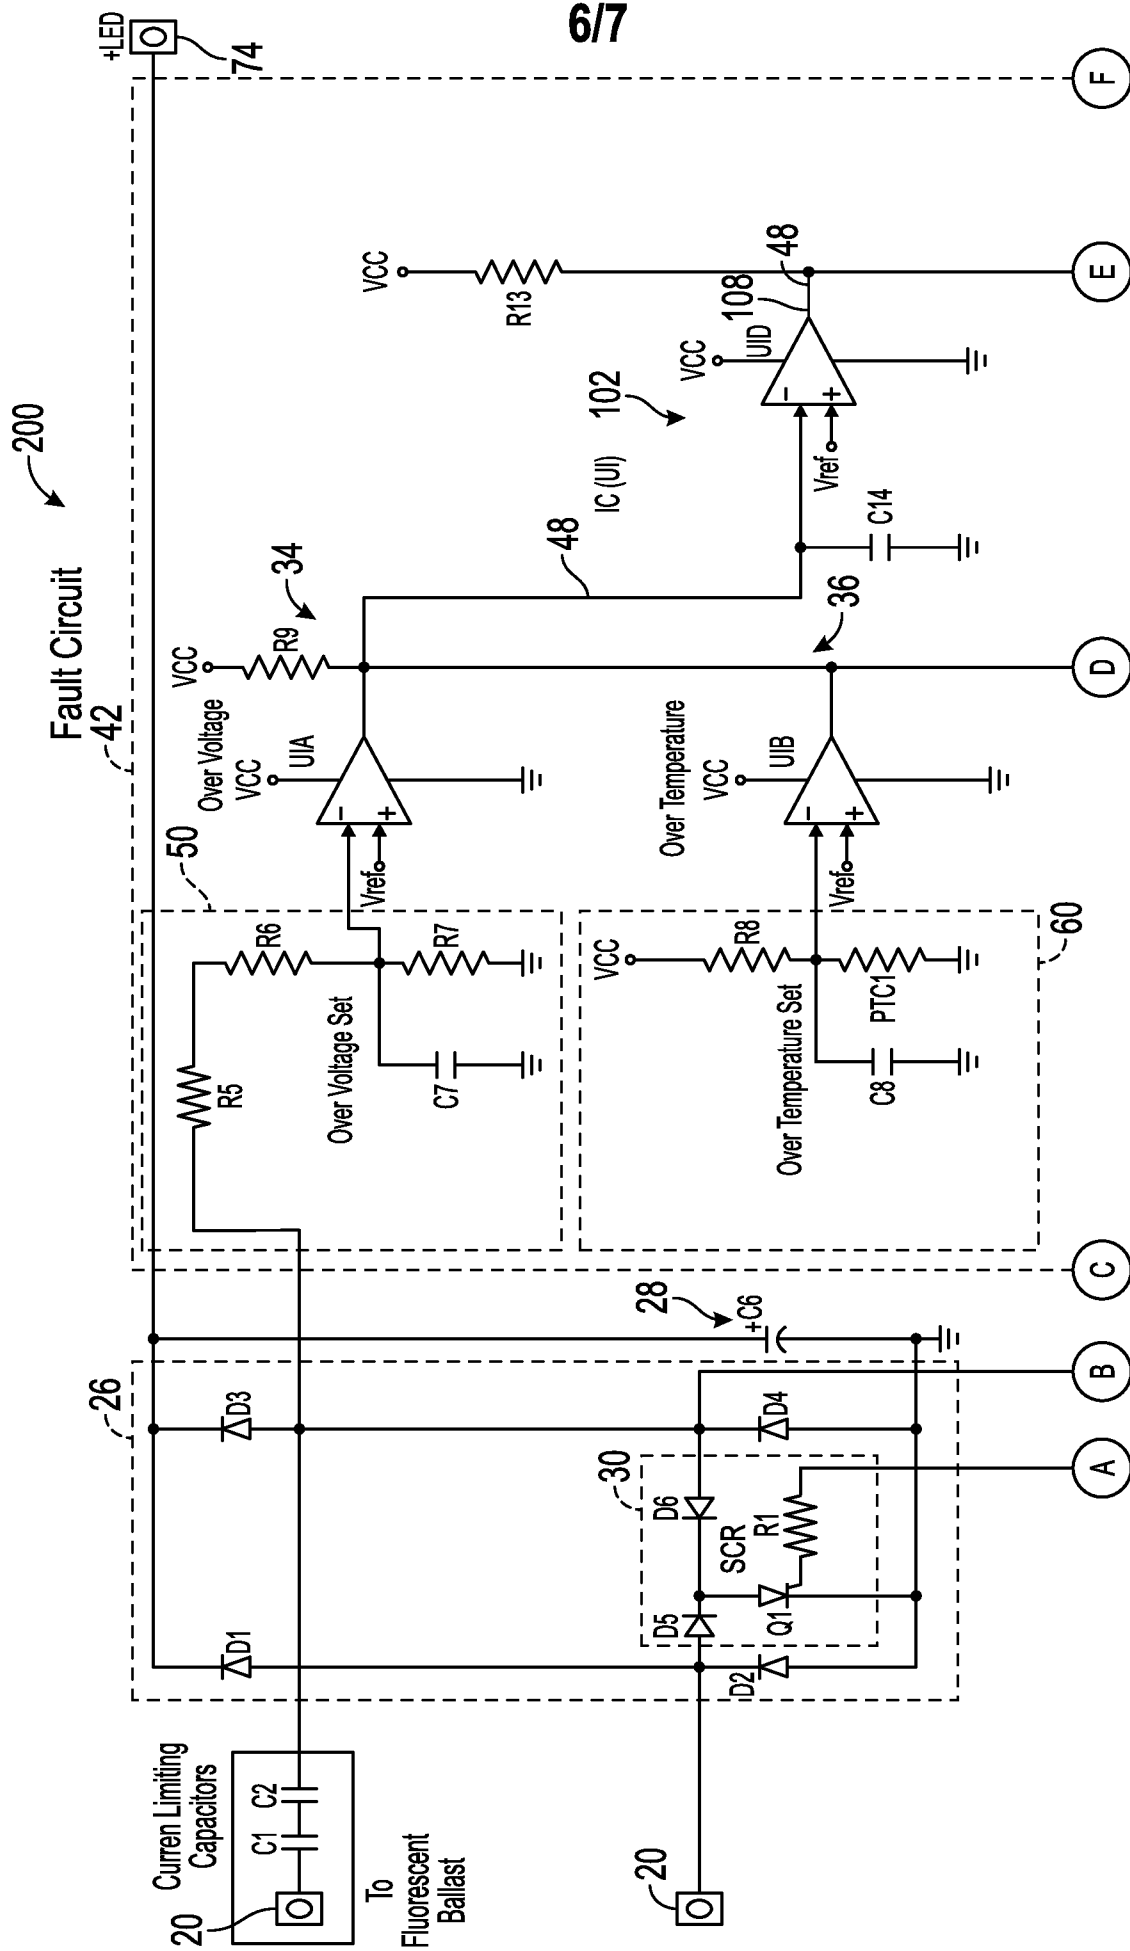 6/7
200
Fault Circuit
42
+LED
74
Curren Limiting
Capacitors
C1
C2
20
To
Fluorescent
Ballast
20
26
D1
D3
D2
D4
30
D5
D6
SCR
Q1
R1
28
+C6
50
R5
R6
R7
C7
Over Voltage Set
Over Voltage
VCC
UIA
Vref
-
+
VCC
R9
34
48
60
VCC
R8
PTC1
C8
Over Temperature Set
Over Temperature
VCC
UIB
Vref
-
+
36
IC (UI)
102
C14
Vref
-
+
VCC
UID
108
48
VCC
R13
A
B
C
D
E
F